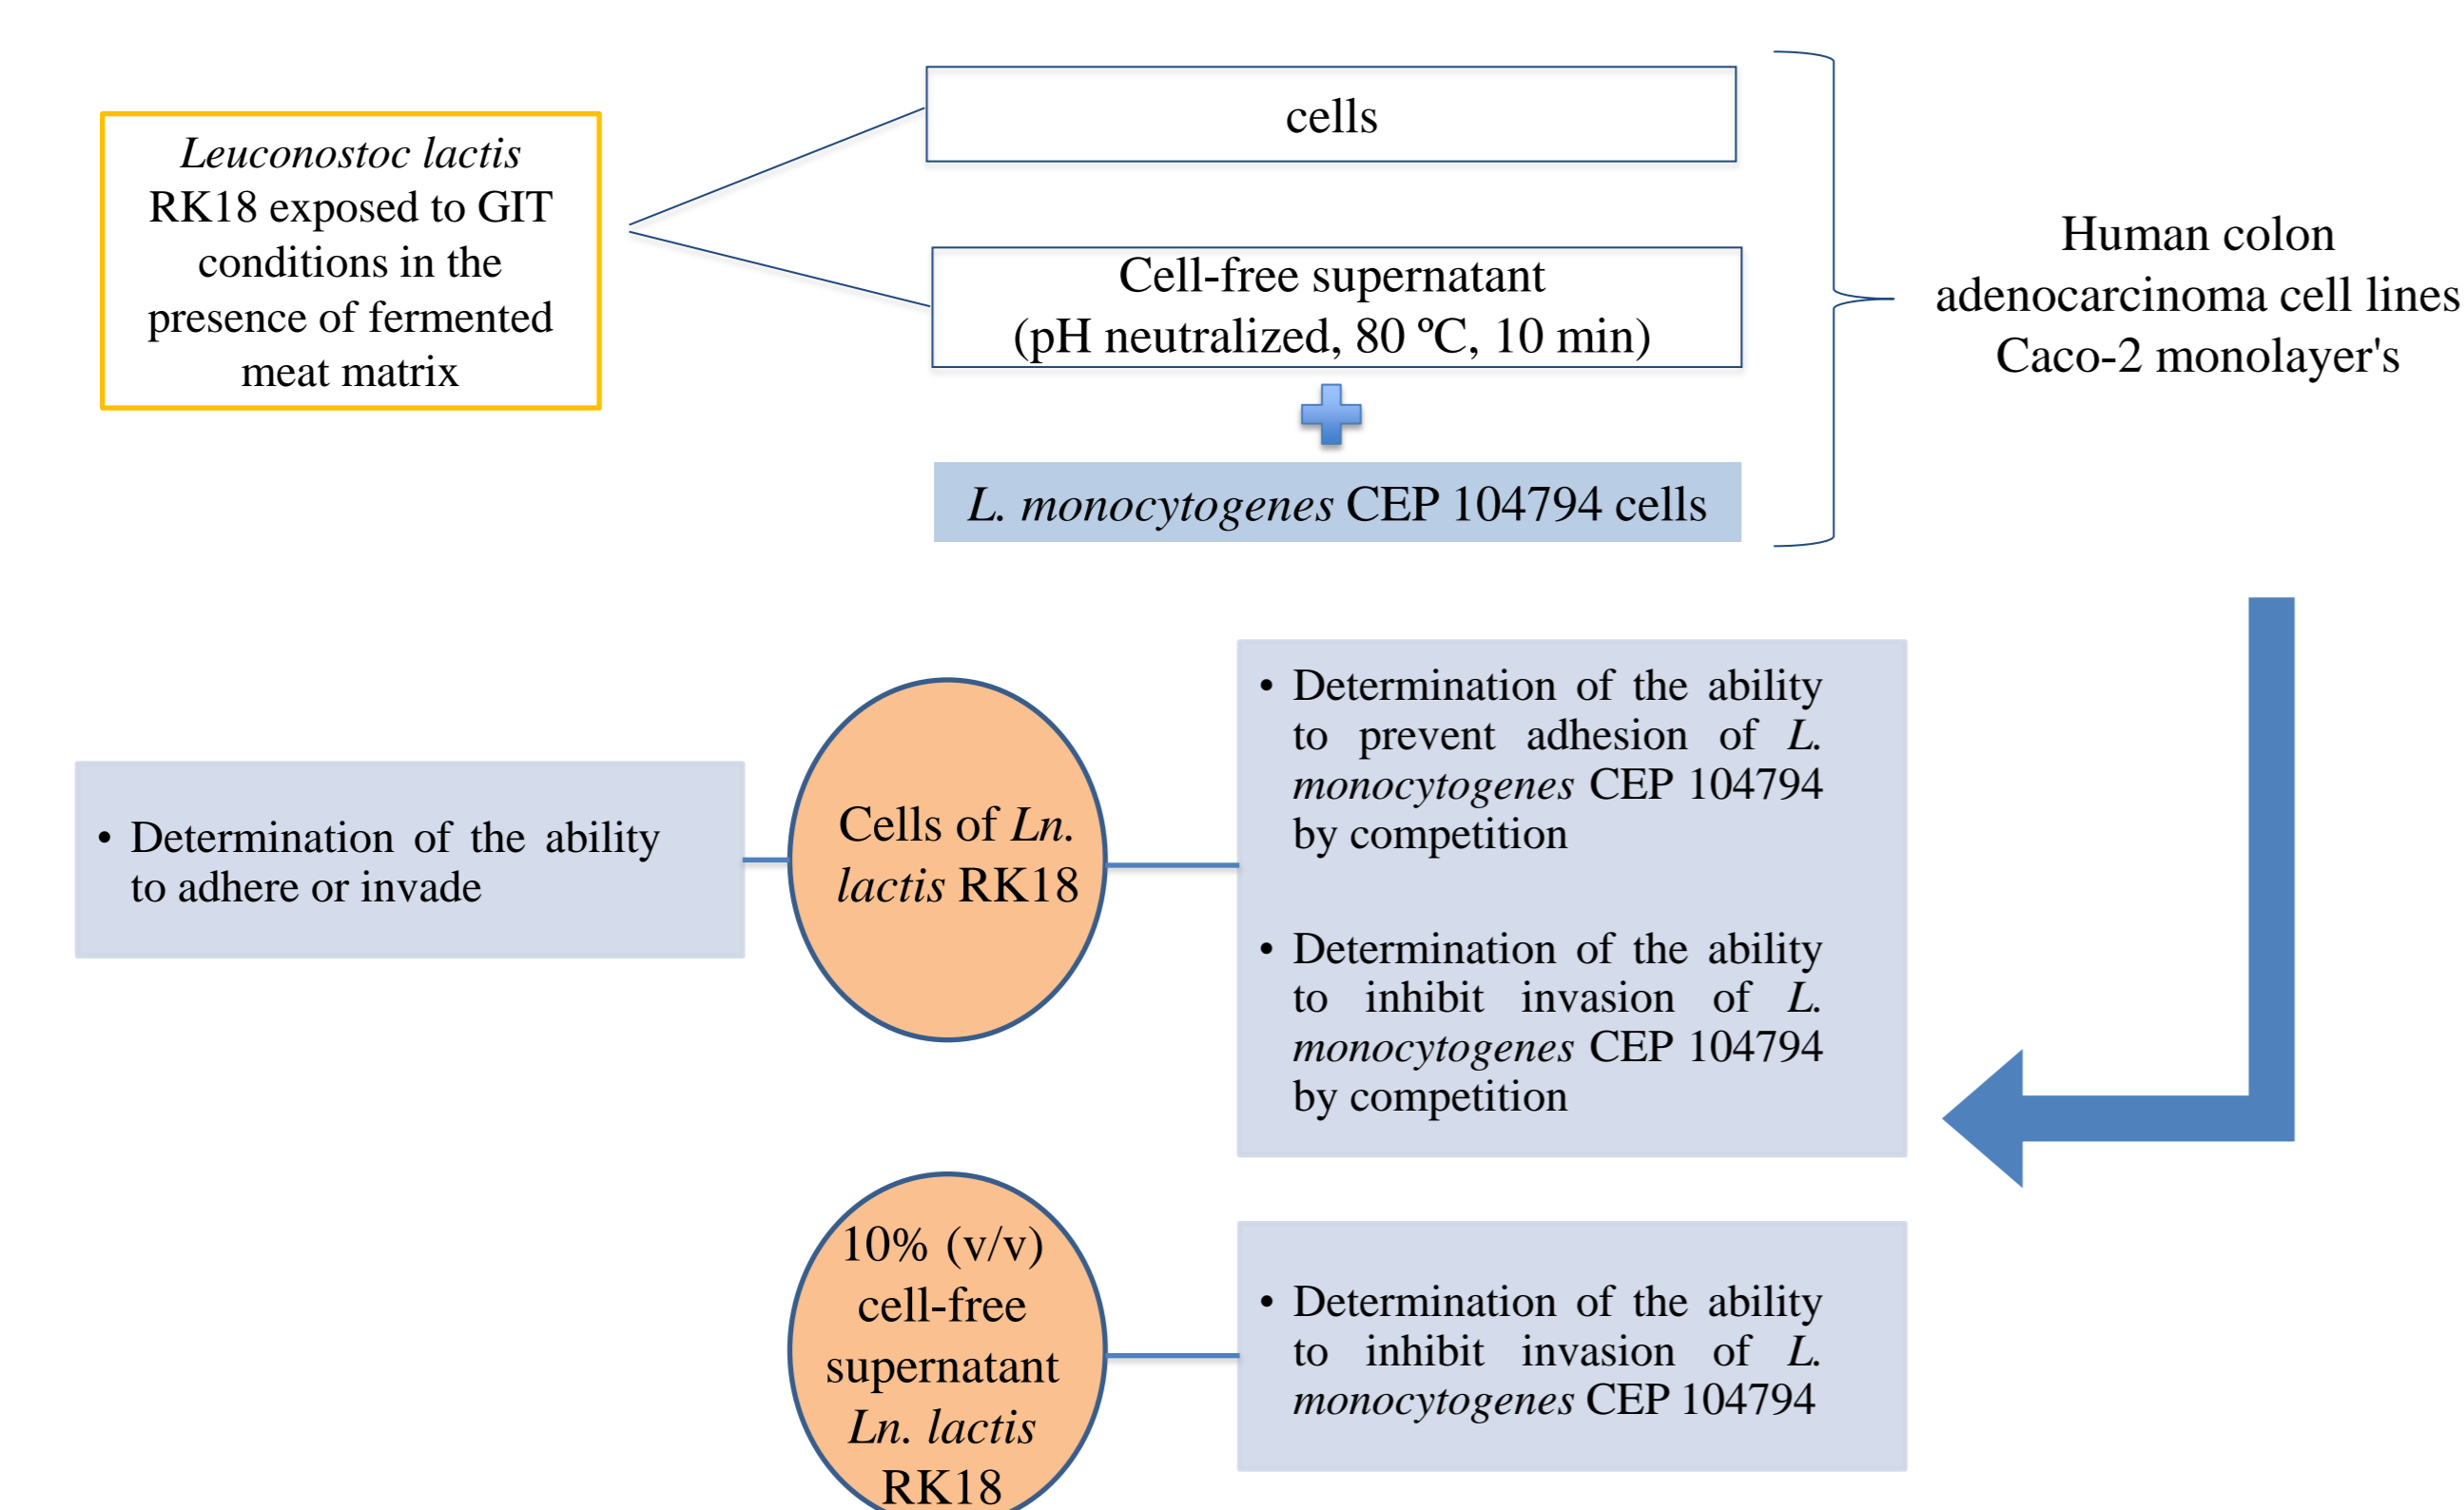 Leuconostoc lactis
RK18 exposed to GIT
conditions in the
presence of fermented
meat matrix
cells
Cell-free supernatant
(pH neutralized, 80 ºC, 10 min)
L. monocytogenes CEP 104794 cells
Human colon
adenocarcinoma cell lines
Caco-2 monolayer's
• Determination of the ability
to adhere or invade
Cells of Ln.
lactis RK18
• Determination of the ability
to prevent adhesion of L.
monocytogenes CEP 104794
by competition
• Determination of the ability
to inhibit invasion of L.
monocytogenes CEP 104794
by competition
10% (v/v)
cell-free
supernatant
Ln. lactis
RK18
• Determination of the ability
to inhibit invasion of L.
monocytogenes CEP 104794